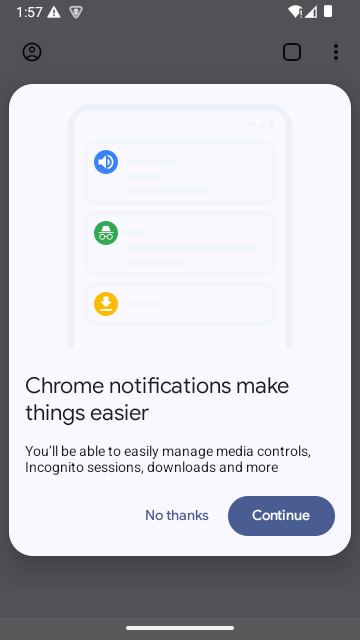 1:57
Chrome notifications make
things easier
You’ll be able to easily manage media controls,
Incognito sessions, downloads and more
No thanks
Continue